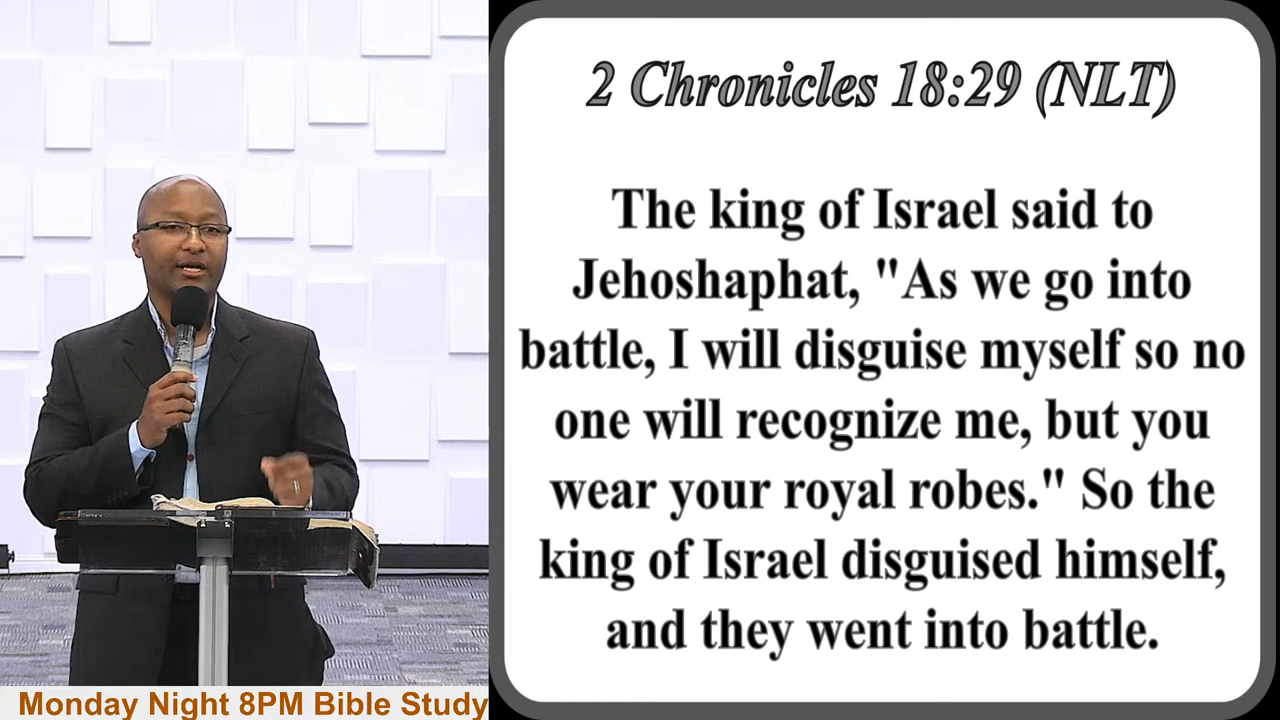 2 Chronicles 18:29 (NLT)
The king of Israel said to
Jehoshaphat, "As we go into
battle, I will disguise myself so no
one will recognize me, but you
wear your royal robes." So the
king of Israel disguised himself,
and they went into battle.
Monday Night 8PM Bible Study